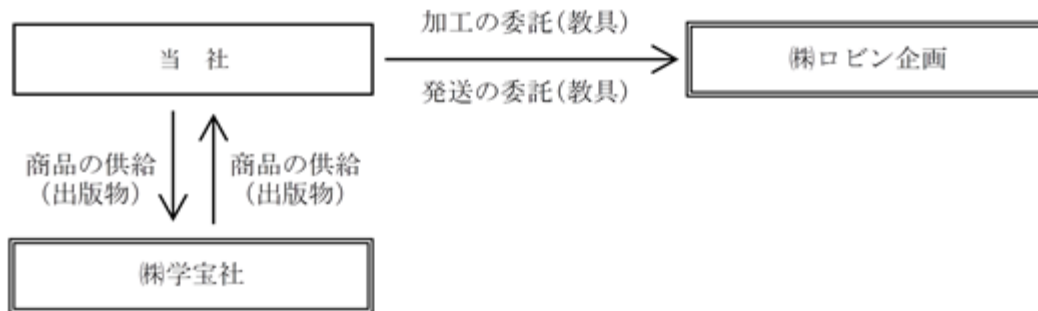 加工の委託(教具)
当 社
㈱ロビン企画
発送の委託(教具)
商品の供給
(出版物)
商品の供給
(出版物)
㈱学宝社